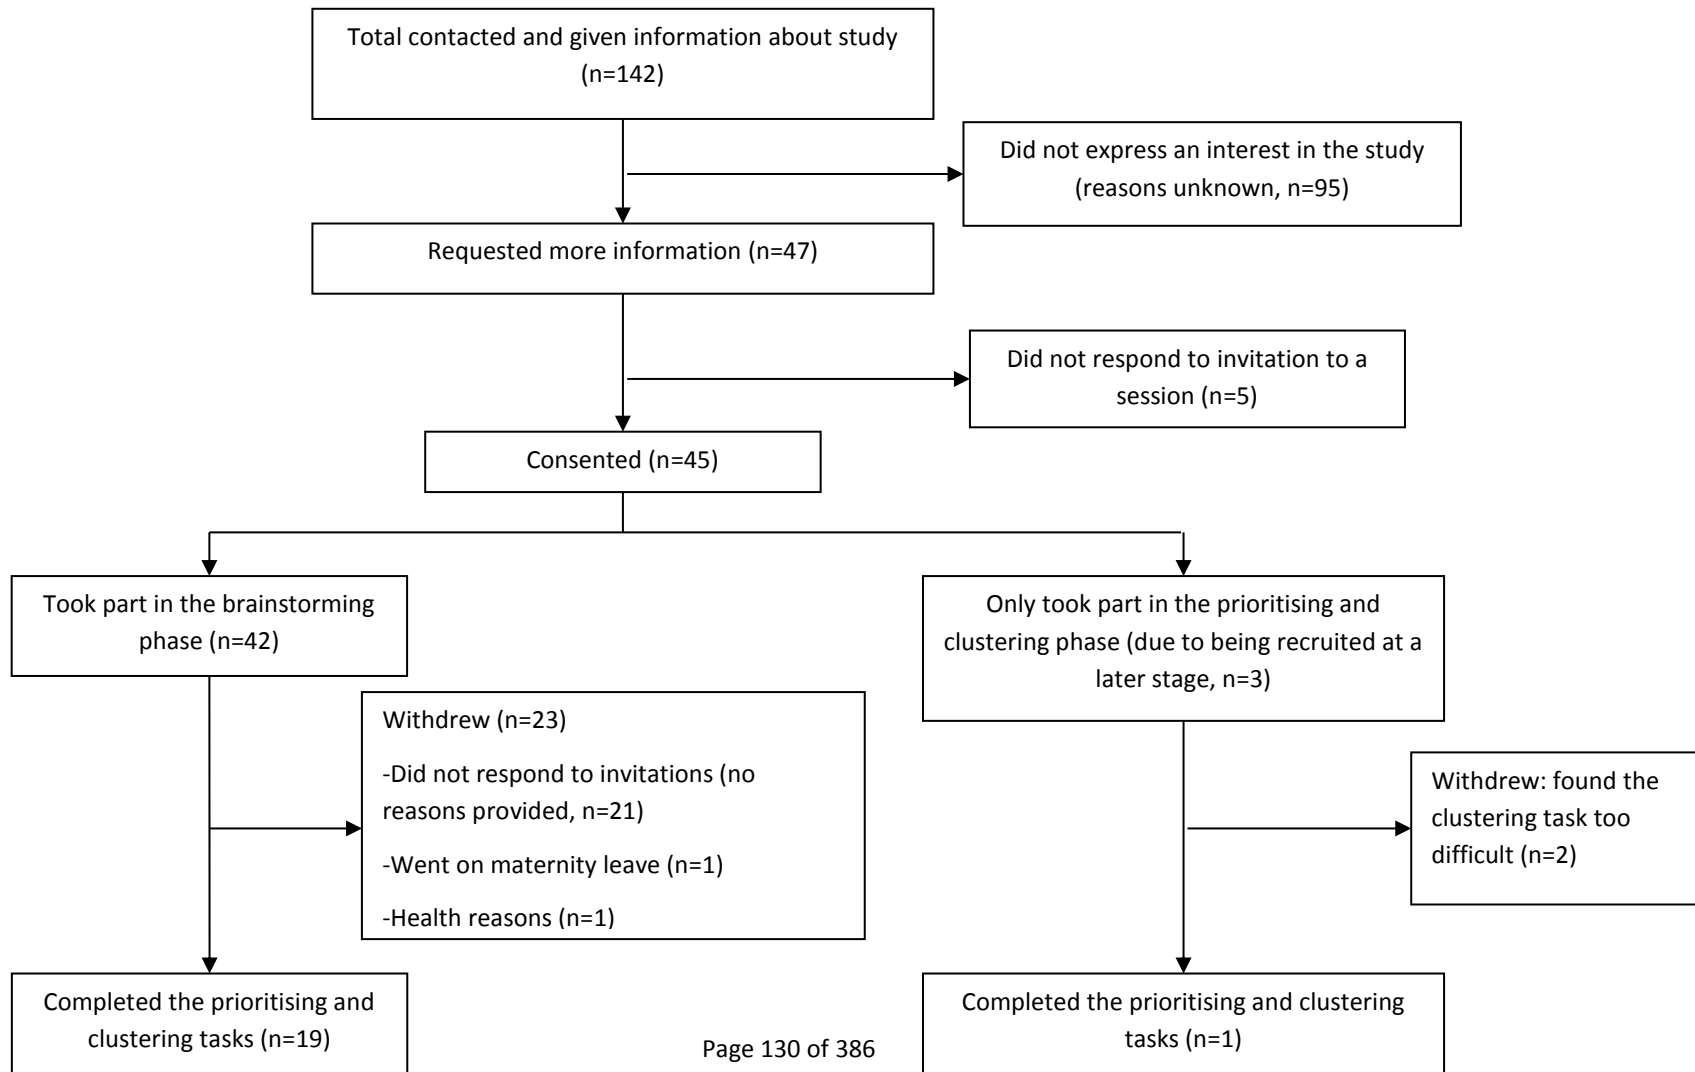 Total contacted and given information about study
(n=142)
Did not express an interest in the study
(reasons unknown, n=95)
Requested more information (n=47)
Did not respond to invitation to a
session (n=5)
Consented (n=45)
Took part in the brainstorming
phase (n=42)
Only took part in the prioritising and
clustering phase (due to being recruited at a
later stage, n=3)
Withdrew (n=23)
-Did not respond to invitations (no
reasons provided, n=21)
-Went on maternity leave (n=1)
-Health reasons (n=1)
Withdrew: found the
clustering task too
difficult (n=2)
Completed the prioritising and
clustering tasks (n=19)
Completed the prioritising and clustering
tasks (n=1)
Page 130 of 386